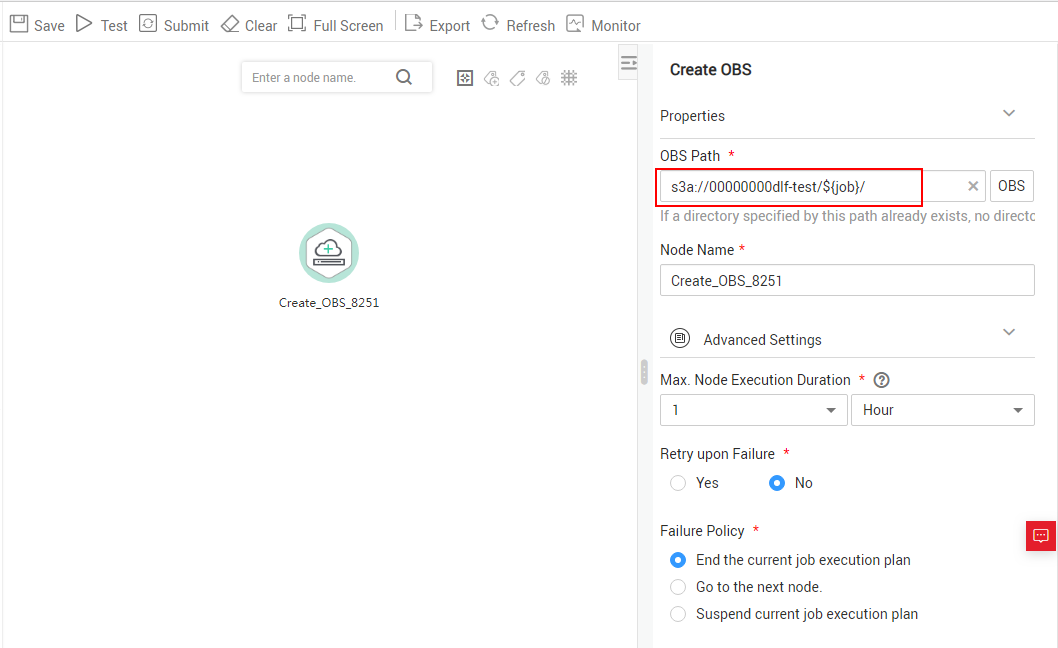 Save Test Submit Clear Full Screen Export Refresh Monitor
Enter a node name.
Create_OBS_8251
Create OBS
Properties
OBS Path *
s3a://00000000dlf-test/${job}/ × OBS
If a directory specified by this path already exists, no directo
Node Name *
Create_OBS_8251
Advanced Settings
Max. Node Execution Duration * ?
1 Hour
Retry upon Failure *
Yes No
Failure Policy *
End the current job execution plan
Go to the next node.
Suspend current job execution plan